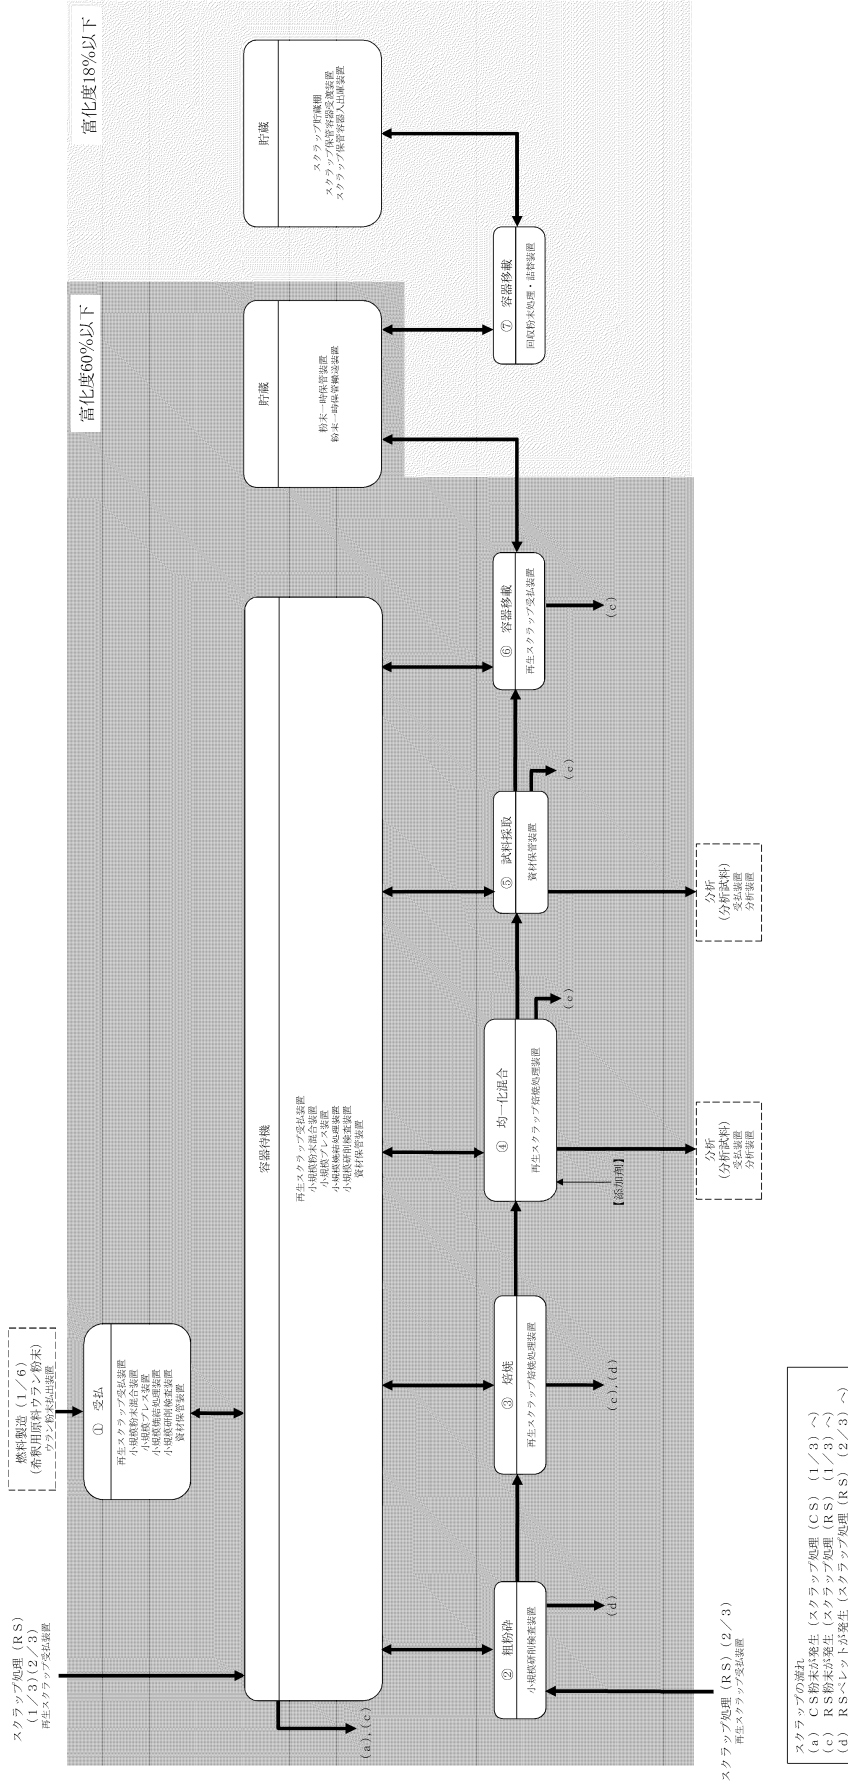 スクラップ処理（ＲＳ）
（１／３）（２／３）
再生スクラップ受払装置
燃料製造（１／６）
（希釈用原料ウラン粉末）
ウラン粉末払出装置
① 受払
再生スクラップ受払装置
小規模粉末混合装置
小規模プレス装置
小規模焼結処理装置
小規模研削検査装置
資材保管装置
富化度60%以下
富化度18%以下
容器待機
再生スクラップ受払装置
小規模粉末混合装置
小規模プレス装置
小規模焼結処理装置
小規模研削検査装置
資材保管装置
貯蔵
粉末一時保管装置
粉末一時保管搬送装置
貯蔵
スクラップ貯蔵棚
スクラップ保管容器受渡装置
スクラップ保管容器入出庫装置
（a）,（c）
② 粗粉砕
小規模研削検査装置
（d）
③ 焙焼
再生スクラップ焙焼処理装置
（c）,（d）
④ 均一化混合
再生スクラップ焙焼処理装置
（c）
【添加剤】
⑤ 試料採取
資材保管装置
（c）
⑥ 容器移載
再生スクラップ受払装置
（c）
⑦ 容器移載
回収粉末処理・詰替装置
スクラップ処理（ＲＳ）（２／３）
再生スクラップ受払装置
分析
（分析試料）
受払装置
分析装置
分析
（分析試料）
受払装置
分析装置
スクラップの流れ
（a）ＣＳ粉末が発生（スクラップ処理（ＣＳ）（１／３）へ）
（c）ＲＳ粉末が発生（スクラップ処理（ＲＳ）（１／３）へ）
（d）ＲＳペレットが発生（スクラップ処理（ＲＳ）（２／３）へ）